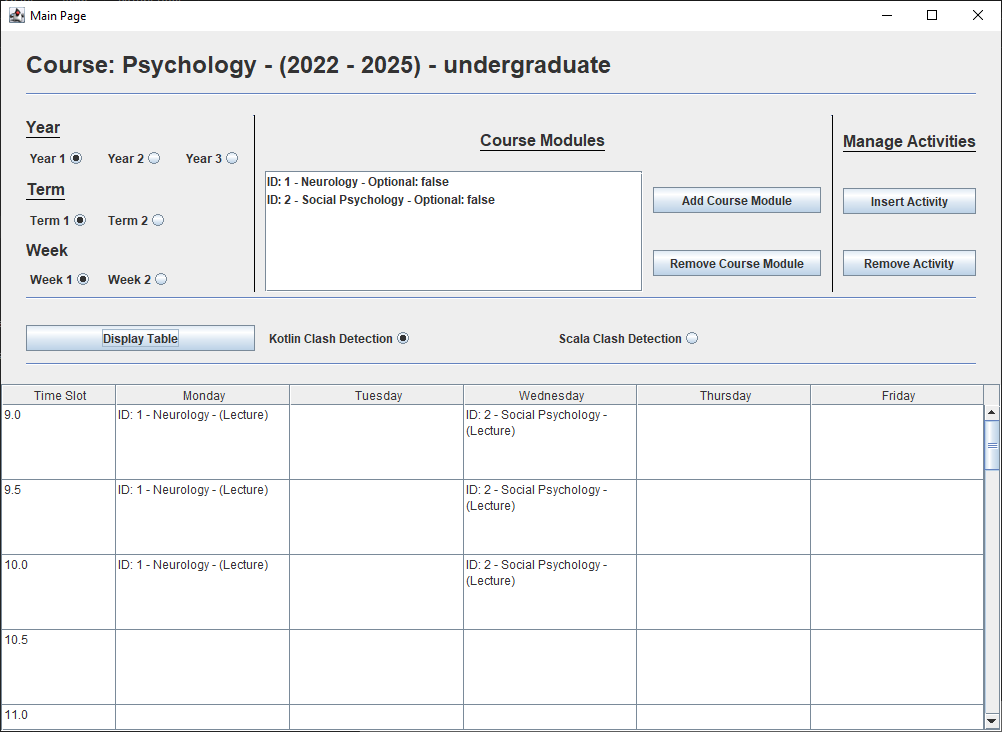 Main Page
Course: Psychology - (2022 - 2025) - undergraduate
Year
Year 1 Year 2 Year 3
Term
Term 1 Term 2
Week
Week 1 Week 2
Course Modules
ID: 1 - Neurology - Optional: false
ID: 2 - Social Psychology - Optional: false
Add Course Module
Remove Course Module
Manage Activities
Insert Activity
Remove Activity
Display Table Kotlin Clash Detection Scala Clash Detection
Time Slot Monday Tuesday Wednesday Thursday Friday
9.0 ID: 1 - Neurology - (Lecture) ID: 2 - Social Psychology -
(Lecture)
9.5 ID: 1 - Neurology - (Lecture) ID: 2 - Social Psychology -
(Lecture)
10.0 ID: 1 - Neurology - (Lecture) ID: 2 - Social Psychology -
(Lecture)
10.5
11.0